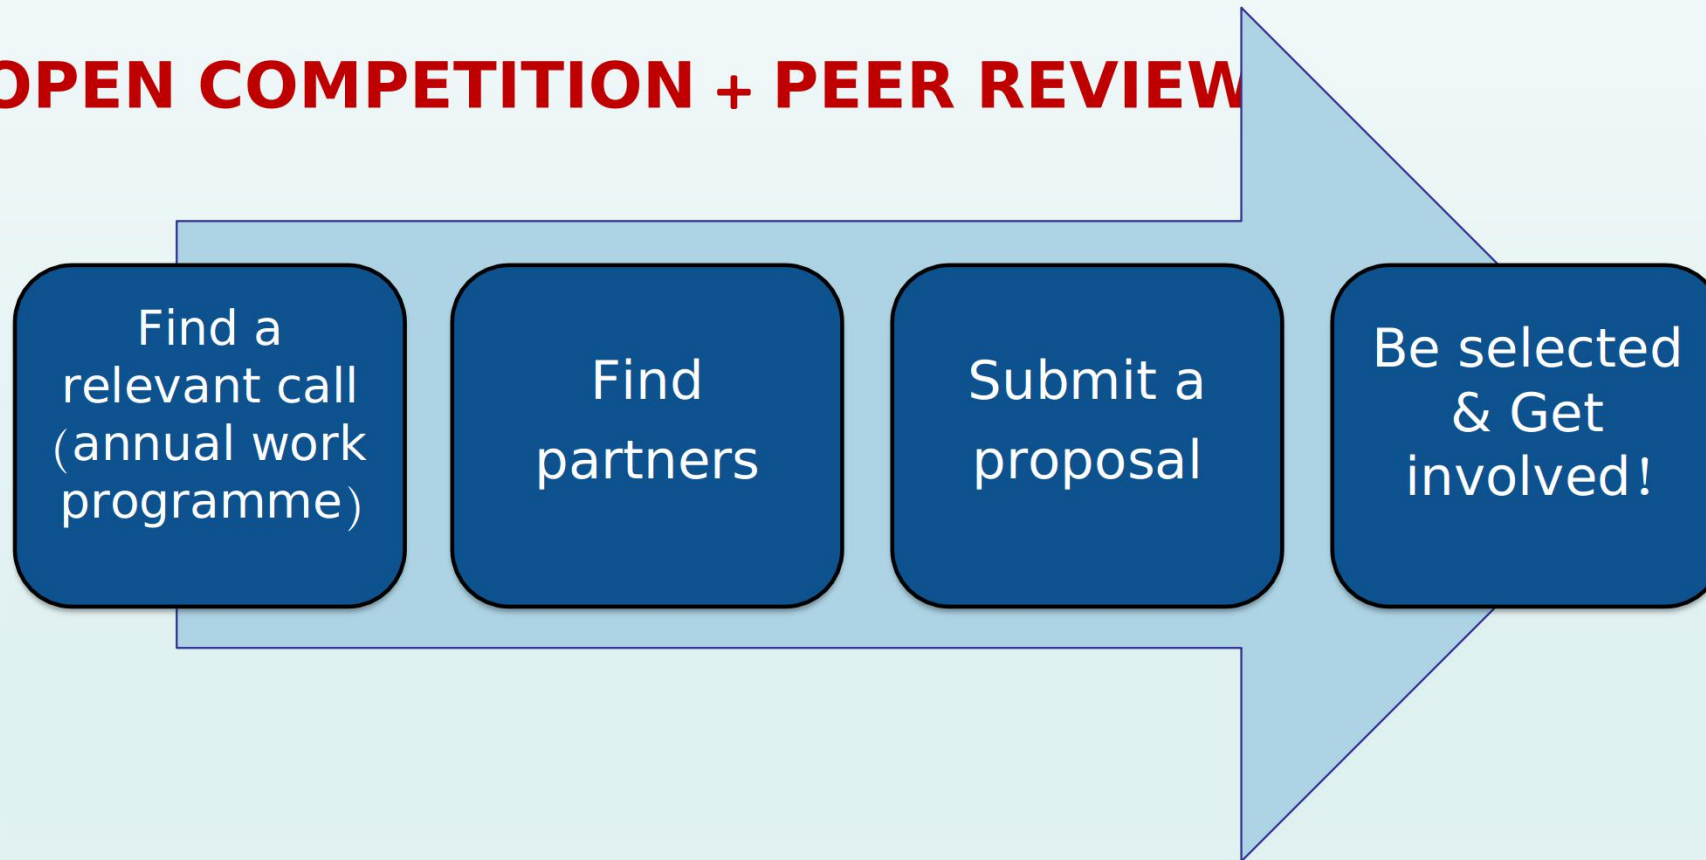 OPEN COMPETITION + PEER REVIEW
Find a
relevant call
(annual work
programme)
Find
partners
Submit a
proposal
Be selected
& Get
involved!